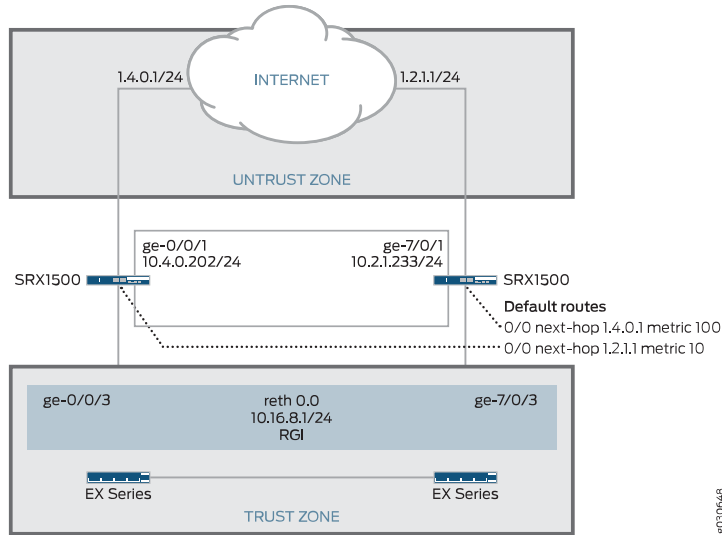 1.4.0.1/24
INTERNET
1.2.1.1/24
UNTRUST ZONE
ge-0/0/1
10.4.0.202/24
ge-7/0/1
10.2.1.233/24
SRX1500
SRX1500
Default routes
0/0 next-hop 1.4.0.1 metric 100
0/0 next-hop 1.2.1.1 metric 10
ge-0/0/3
reth 0.0
10.16.8.1/24
RGI
ge-7/0/3
EX Series
EX Series
TRUST ZONE
g030648